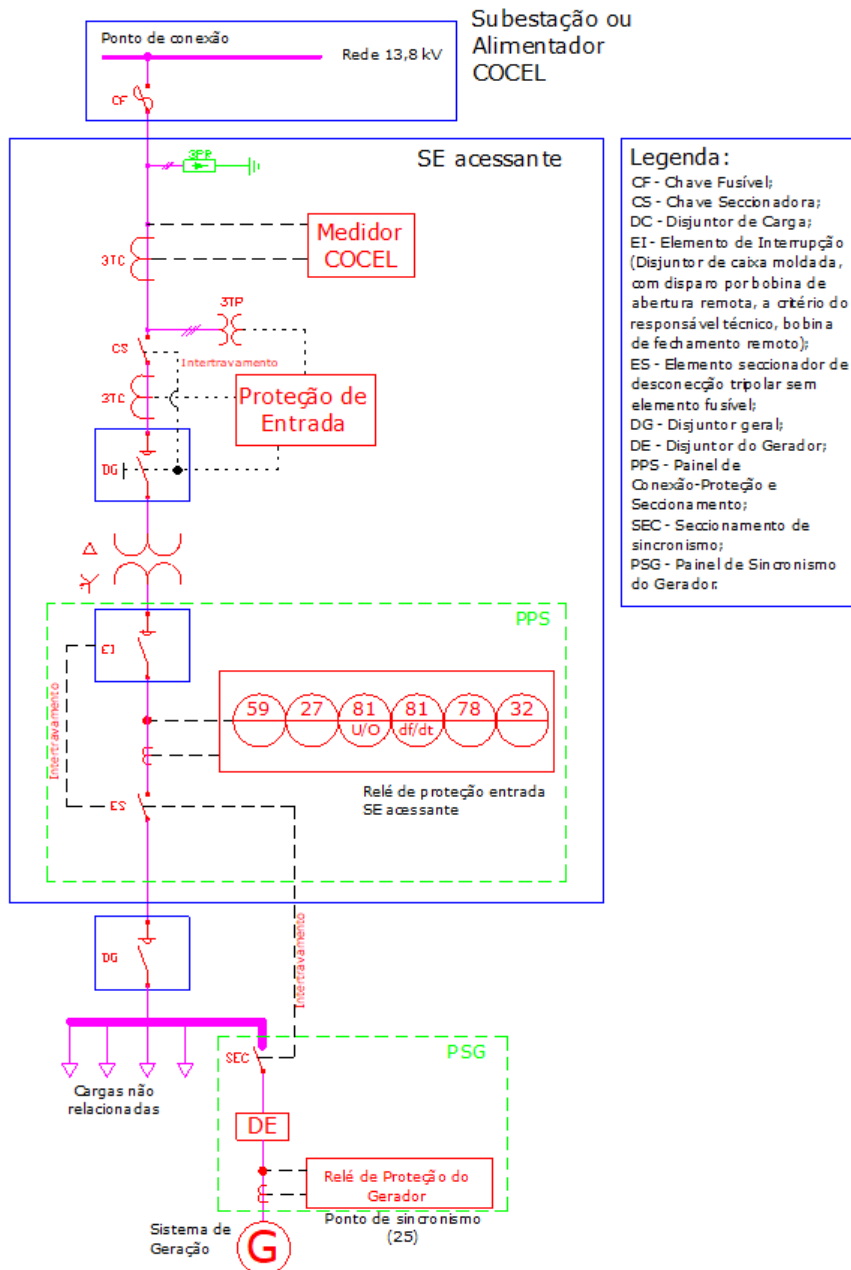 Subestação ou
Alimentador
COCEL
Ponto de conexão
Rede 13,8 kV
CF
SE acessante
3PR
Medidor
COCEL
3TC
3TP
CS
Intertravamento
3TC
Proteção de
Entrada
DG
PPS
EI
Intertravamento
59
27
81
U/O
81
df/dt
78
32
Relé de proteção entrada
SE acessante
ES
DG
Intertravamento
SEC
PSG
Cargas não
relacionadas
DE
Relé de Proteção do
Gerador
Ponto de sincronismo
(25)
Sistema de
Geração
G
Legenda:
CF - Chave Fusível;
CS - Chave Seccionadora;
DC - Disjuntor de Carga;
EI - Elemento de Interrupção
(Disjuntor de caixa moldada,
com disparo por bobina de
abertura remota, a critério do
responsável técnico, bobina
de fechamento remoto);
ES - Elemento seccionador de
desconecção tripolar sem
elemento fusível;
DG - Disjuntor geral;
DE - Disjuntor do Gerador;
PPS - Painel de
Conexão-Proteção e
Seccionamento;
SEC - Seccionamento de
sincronismo;
PSG - Painel de Sincronismo
do Gerador.